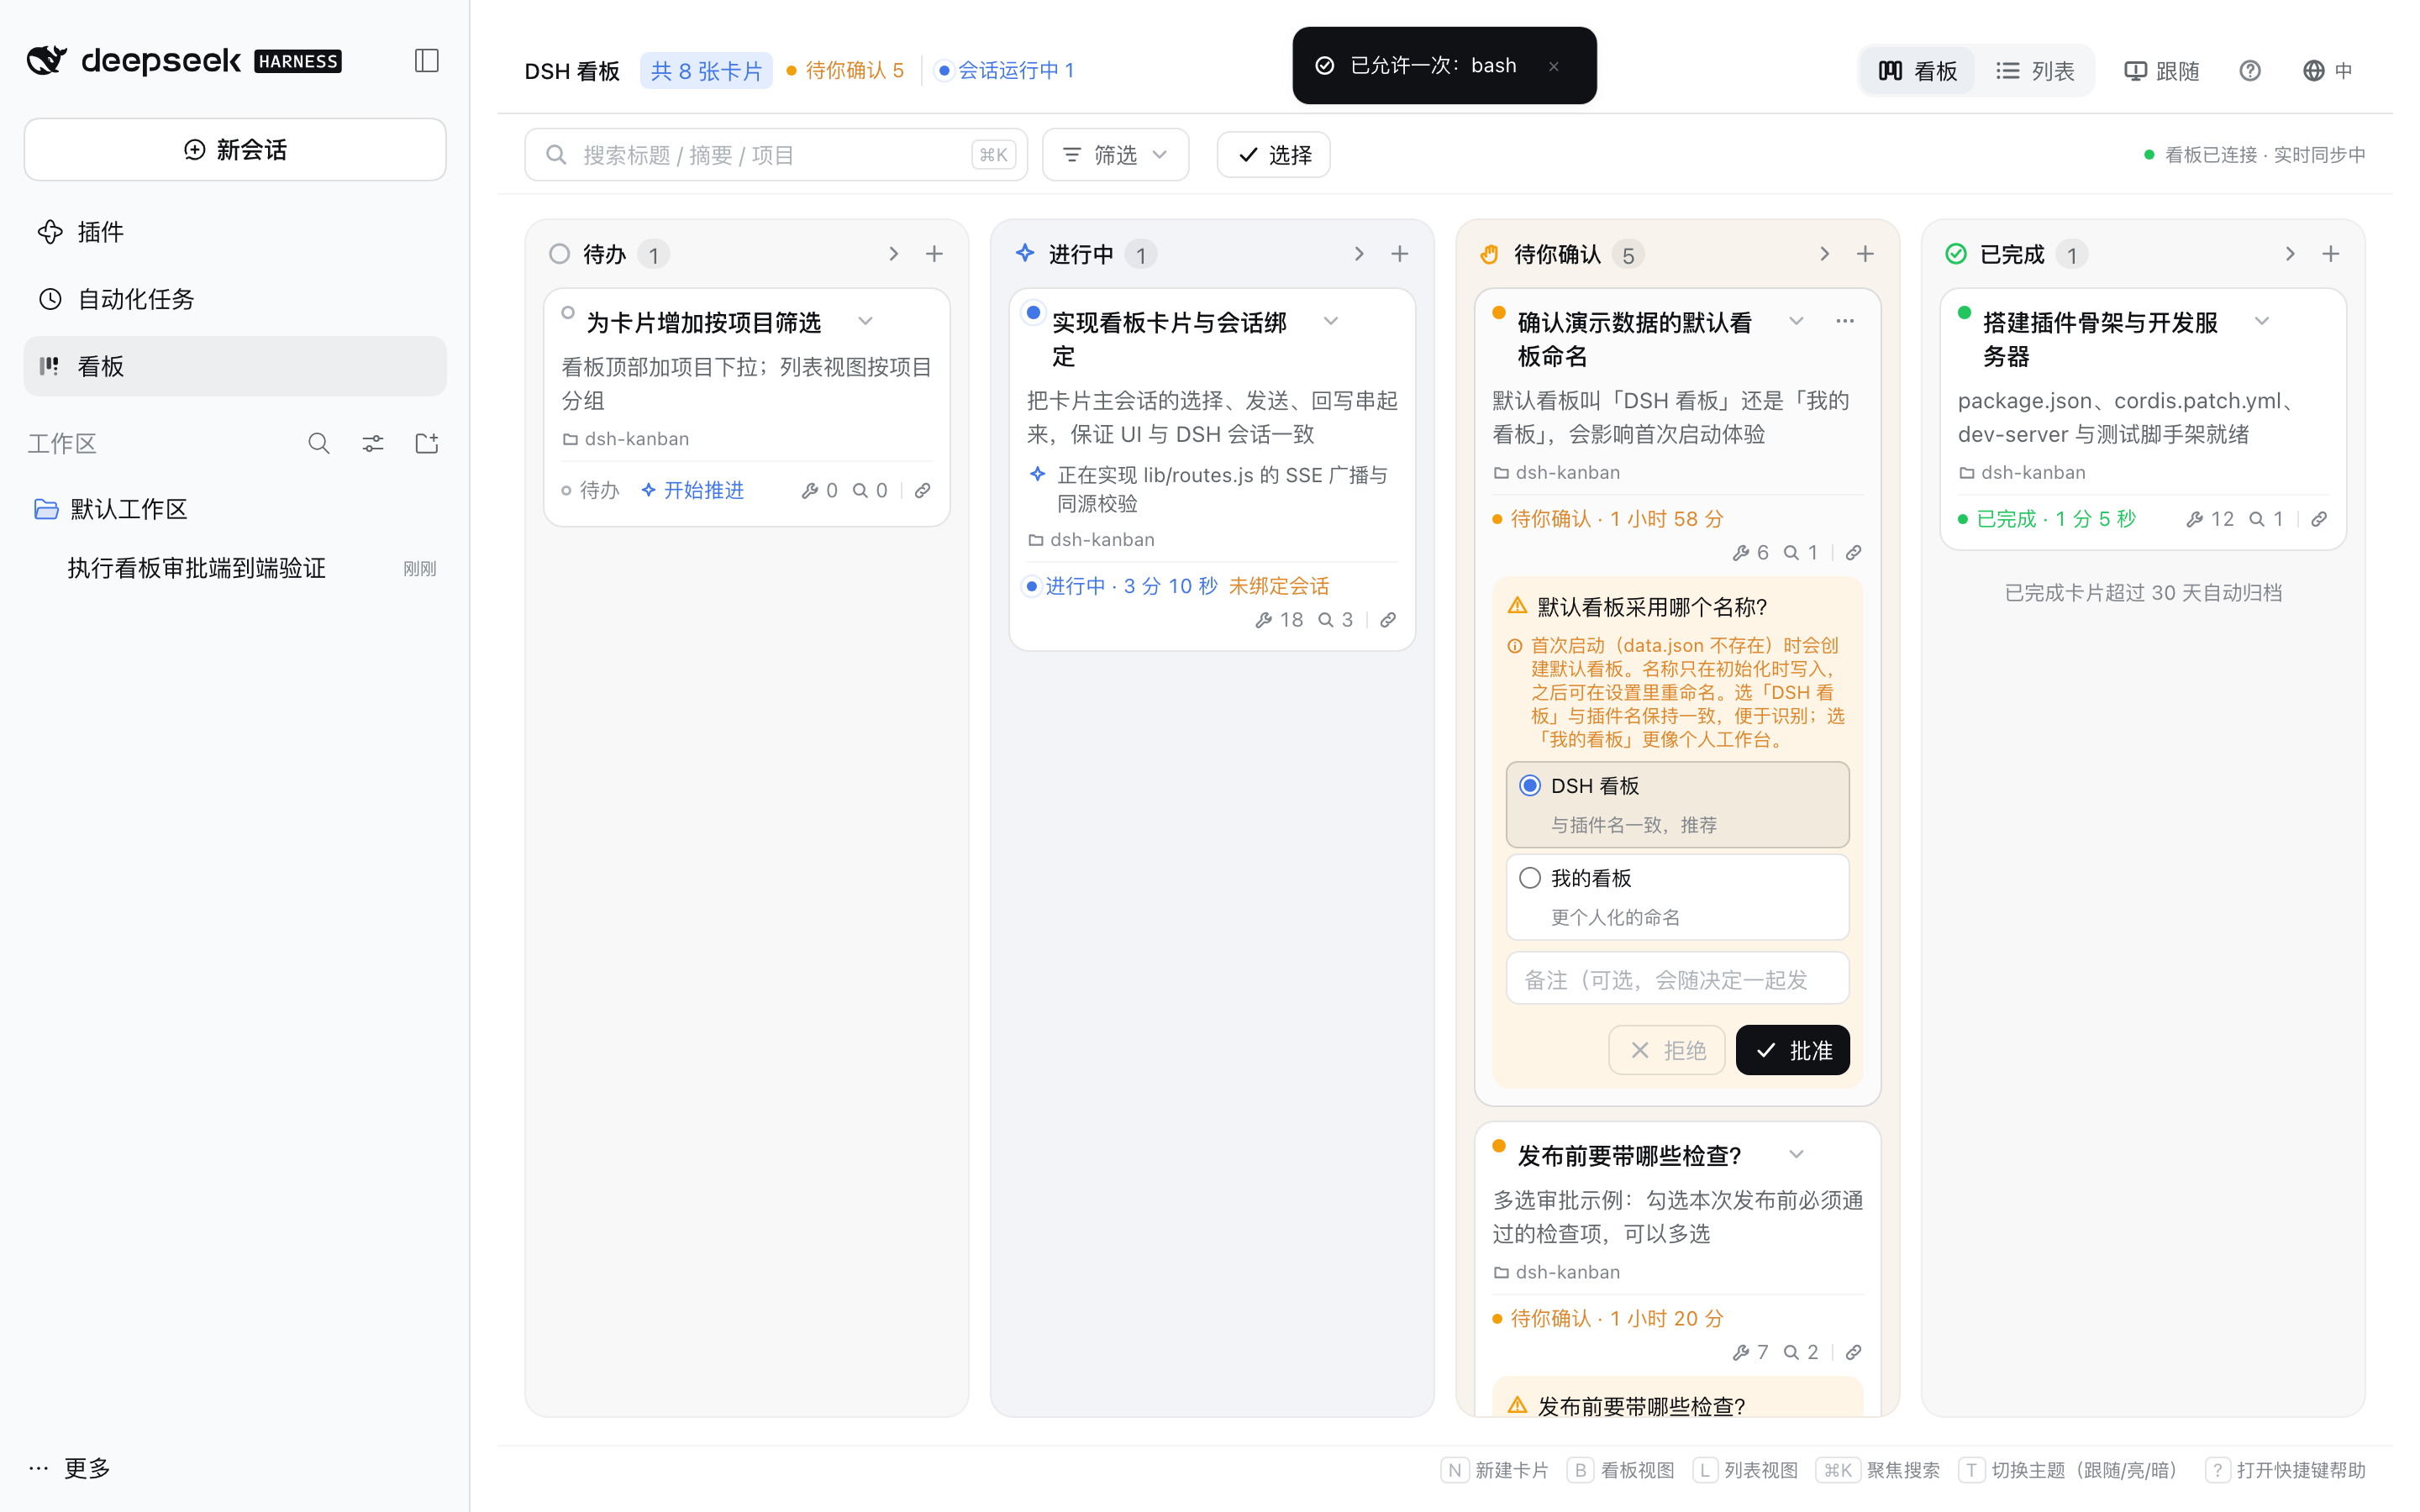 deepseek HARNESS
新会话
插件
自动化任务
看板
工作区
默认工作区
执行看板审批端到端验证 刚刚
更多
DSH 看板 共 8 张卡片 待你确认 5 会话运行中 1
已允许一次：bash ×
看板 列表 跟随 中
搜索标题 / 摘要 / 项目 ⌘K 筛选 选择
看板已连接 · 实时同步中
待办 1
为卡片增加按项目筛选
看板顶部加项目下拉；列表视图按项目
分组
dsh-kanban
待办 开始推进 0 0
进行中 1
实现看板卡片与会话绑
定
把卡片主会话的选择、发送、回写串起
来，保证 UI 与 DSH 会话一致
正在实现 lib/routes.js 的 SSE 广播与
同源校验
dsh-kanban
进行中 · 3 分 10 秒 未绑定会话
18 3
待你确认 5
确认演示数据的默认看
板命名
默认看板叫「DSH 看板」还是「我的
看板」，会影响首次启动体验
dsh-kanban
待你确认 · 1 小时 58 分
6 1
默认看板采用哪个名称?
首次启动（data.json 不存在）时会创
建默认看板。名称只在初始化时写入，
之后可在设置里重命名。选「DSH 看
板」与插件名保持一致，便于识别；选
「我的看板」更像个人工作台。
DSH 看板
与插件名一致，推荐
我的看板
更个人化的命名
备注（可选，会随决定一起发
拒绝 批准
发布前要带哪些检查?
多选审批示例：勾选本次发布前必须通
过的检查项，可以多选
dsh-kanban
待你确认 · 1 小时 20 分
7 2
发布前要带哪些检查?
已完成 1
搭建插件骨架与开发服
务器
package.json、cordis.patch.yml、
dev-server 与测试脚手架就绪
dsh-kanban
已完成 · 1 分 5 秒 12 1
已完成卡片超过 30 天自动归档
N 新建卡片 B 看板视图 L 列表视图 ⌘K 聚焦搜索 T 切换主题（跟随/亮/暗） ? 打开快捷键帮助